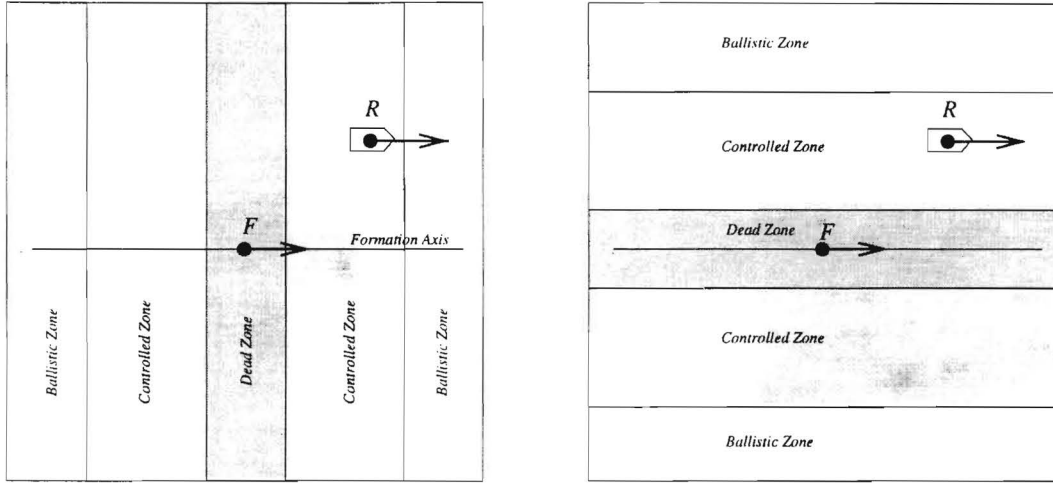 R
F
Formation Axis
Ballistic Zone
Controlled Zone
Dead Zone
Controlled Zone
Ballistic Zone
Ballistic Zone
R
Controlled Zone
Dead Zone
F
Controlled Zone
Ballistic Zone